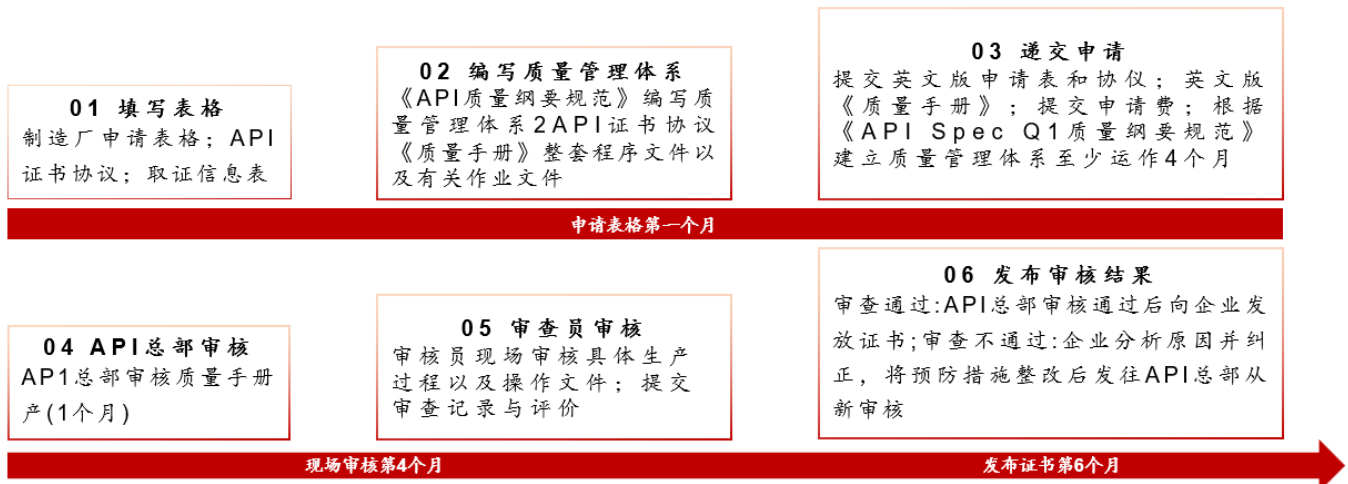 01 填写表格
制造厂申请表格；API
证书协议；取证信息表
02 编写质量管理体系
《API质量纲要规范》编写质
量管理体系2API证书协议
《质量手册》整套程序文件以
及有关作业文件
03 递交申请
提交英文版申请表和协仪；英文版
《质量手册》；提交申请费；根据
《API Spec Q1质量纲要规范》
建立质量管理体系至少运作4个月
申请表格第一个月
04 API总部审核
AP1总部审核质量手册
产(1个月)
05 审查员审核
审核员现场审核具体生产
过程以及操作文件；提交
审查记录与评价
06 发布审核结果
审查通过:API总部审核通过后向企业发
放证书;审查不通过:企业分析原因并纠
正，将预防措施整改后发往API总部从
新审核
现场审核第4个月
发布证书第6个月